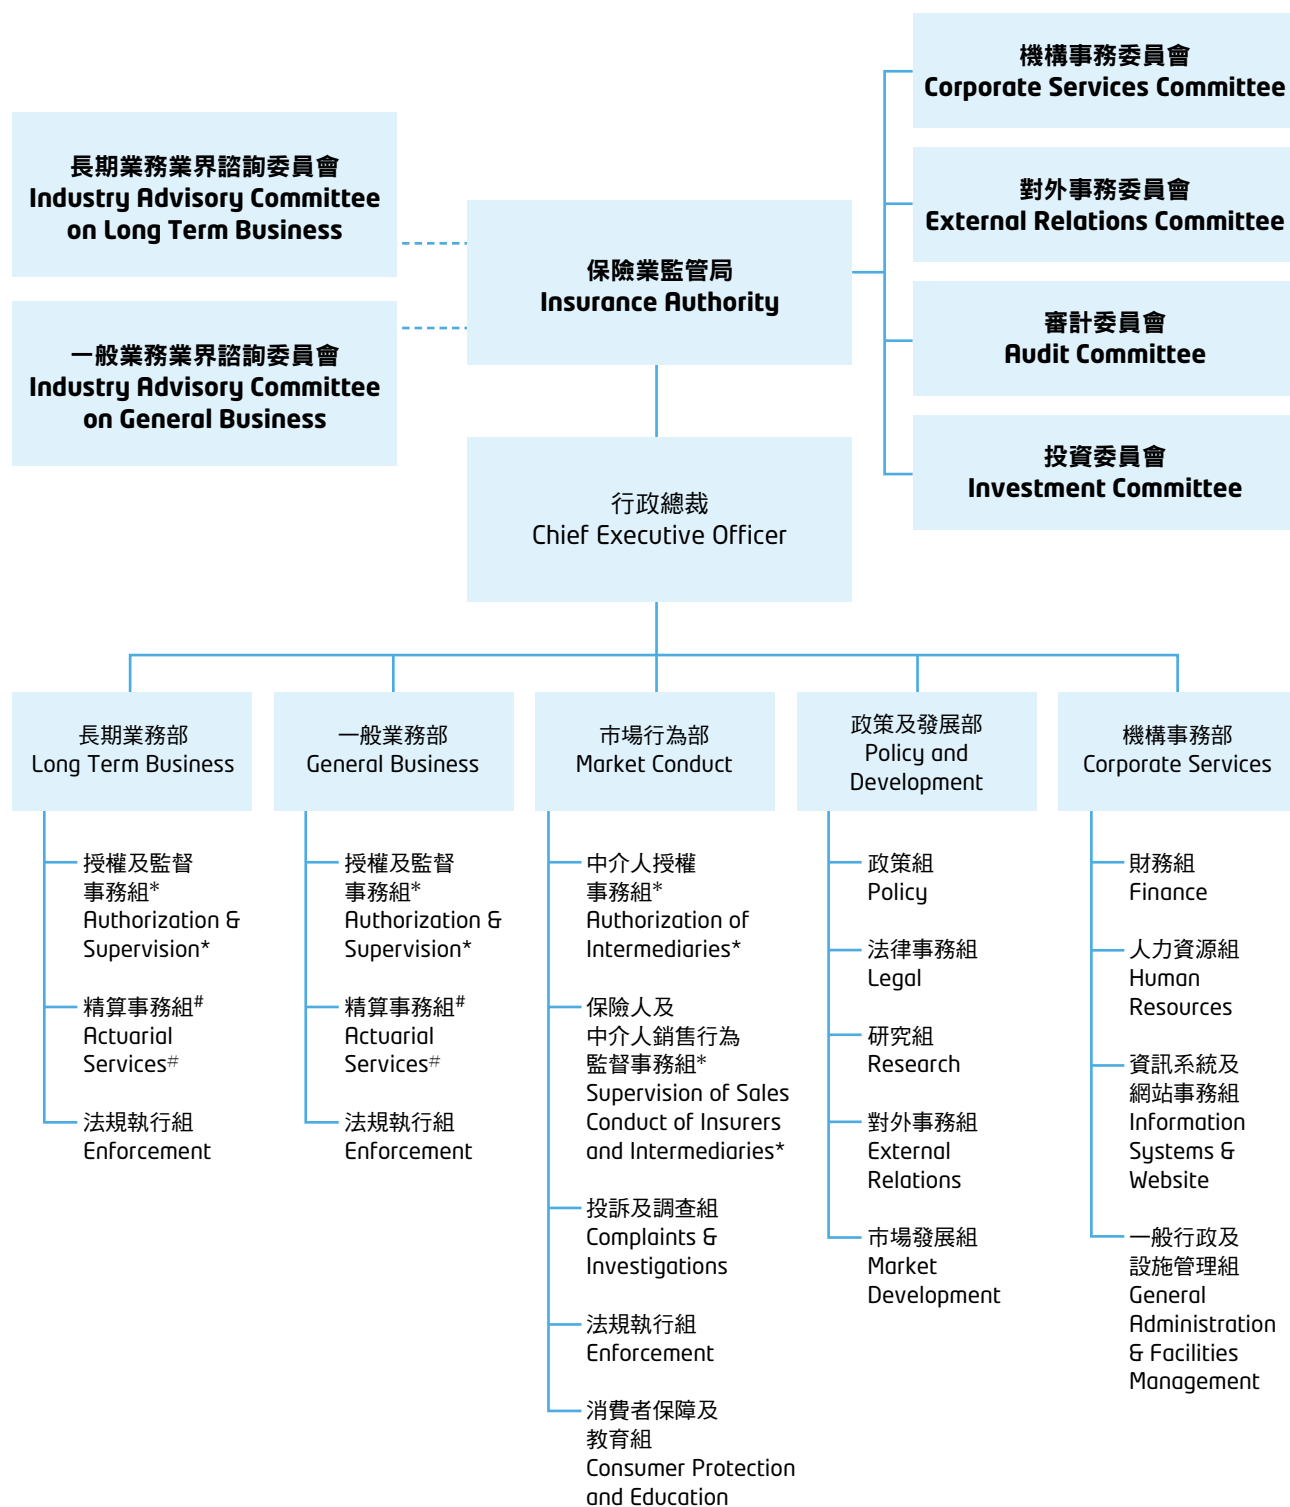 機構事務委員會
Corporate Services Committee
長期業務業界諮詢委員會
Industry Advisory Committee
on Long Term Business
對外事務委員會
External Relations Committee
保險業監管局
Insurance Authority
一般業務業界諮詢委員會
Industry Advisory Committee
on General Business
審計委員會
Audit Committee
投資委員會
Investment Committee
行政總裁
Chief Executive Officer
長期業務部
Long Term Business
授權及監督
事務組*
Authorization &
Supervision*
精算事務組#
Actuarial
Services#
法規執行組
Enforcement
一般業務部
General Business
授權及監督
事務組*
Authorization &
Supervision*
精算事務組#
Actuarial
Services#
法規執行組
Enforcement
市場行為部
Market Conduct
中介人授權
事務組*
Authorization of
Intermediaries*
保險人及
中介人銷售行為
監督事務組*
Supervision of Sales
Conduct of Insurers
and Intermediaries*
投訴及調查組
Complaints &
Investigations
法規執行組
Enforcement
消費者保障及
教育組
Consumer Protection
and Education
政策及發展部
Policy and
Development
政策組
Policy
法律事務組
Legal
研究組
Research
對外事務組
External
Relations
市場發展組
Market
Development
機構事務部
Corporate Services
財務組
Finance
人力資源組
Human
Resources
資訊系統及
網站事務組
Information
Systems &
Website
一般行政及
設施管理組
General
Administration
& Facilities
Management